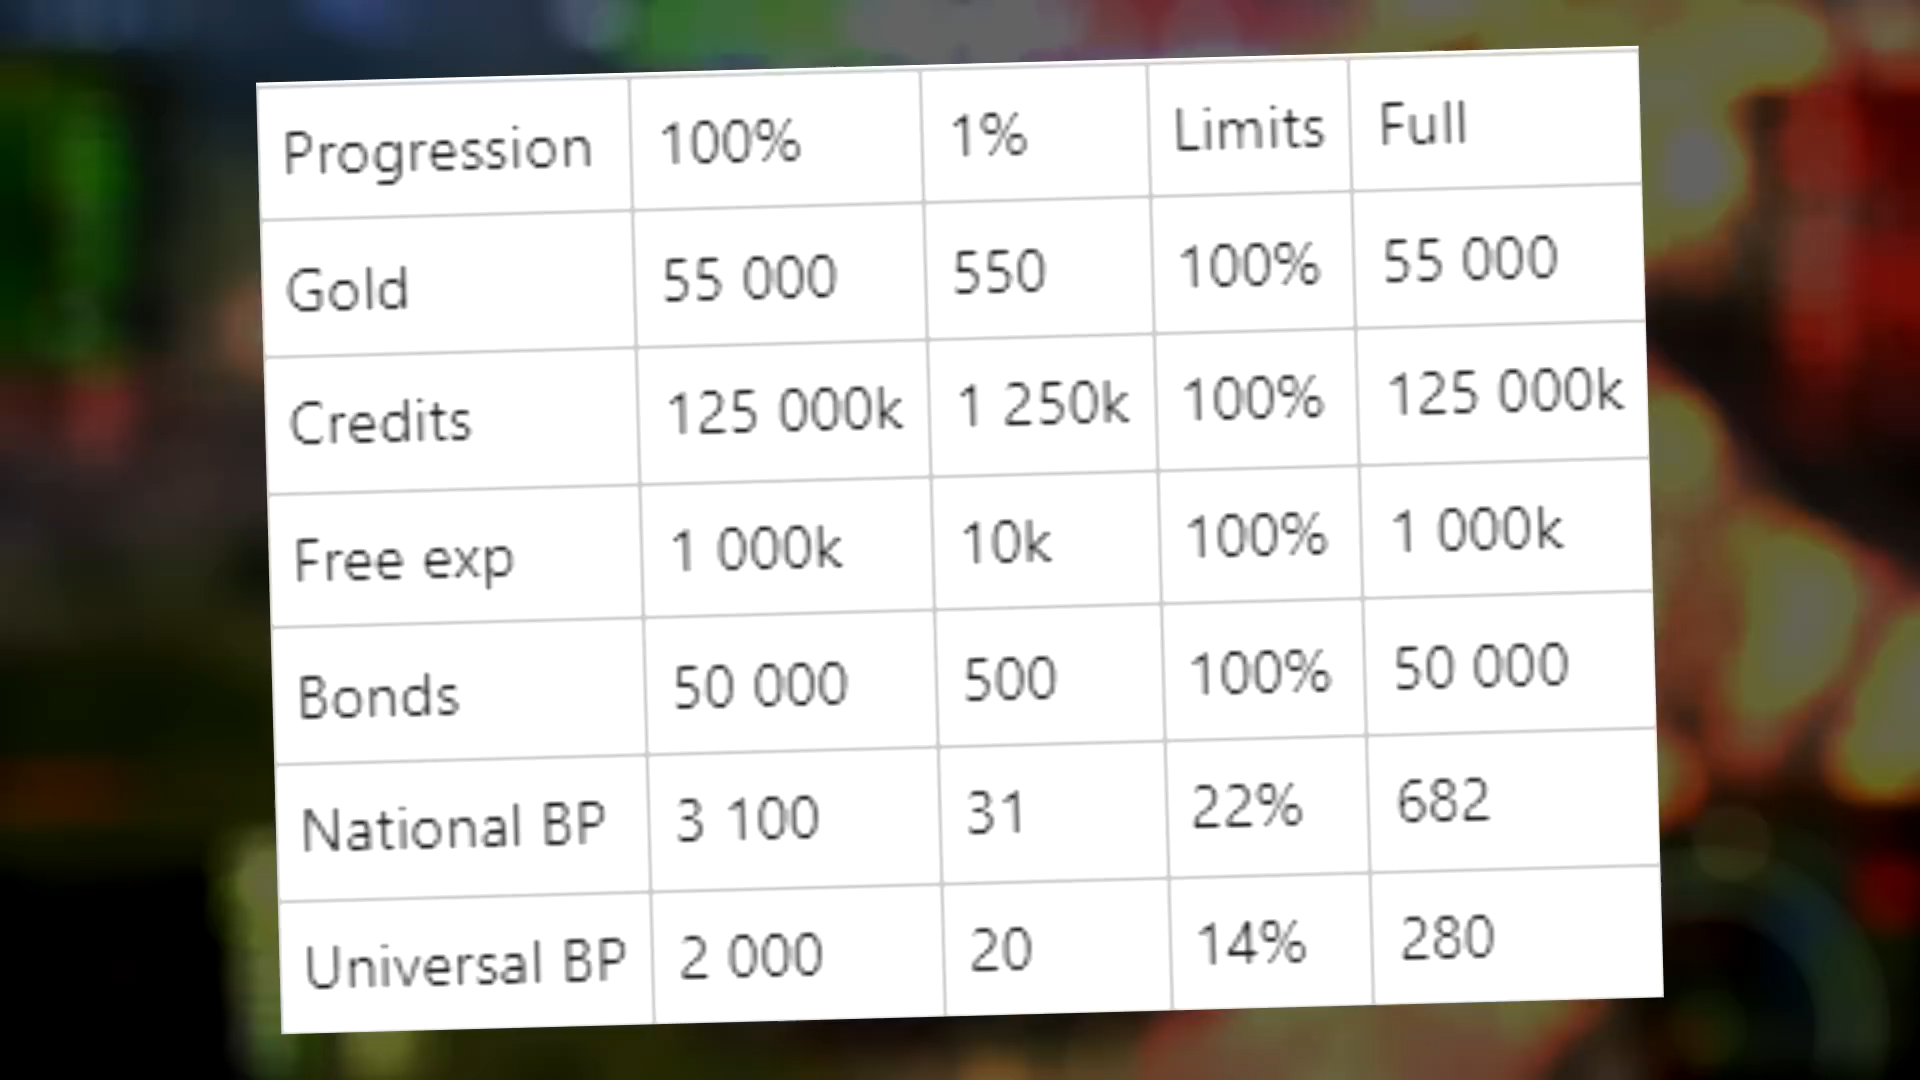 Progression 100% 1% Limits Full
Gold 55 000 550 100% 55 000
Credits 125 000k 1 250k 100% 125 000k
Free exp 1 000k 10k 100% 1 000k
Bonds 50 000 500 100% 50 000
National BP 3 100 31 22% 682
Universal BP 2 000 20 14% 280